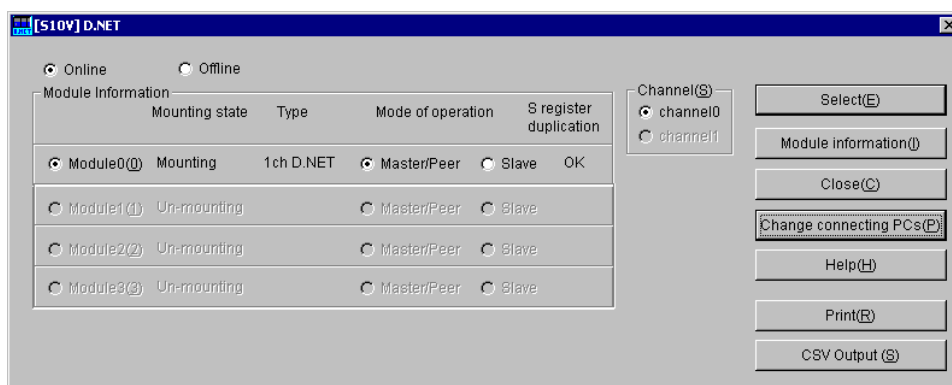 [S10V] D.NET
Online Offline
Module Information
Mounting state Type Mode of operation S register duplication
Module0(0) Mounting 1ch D.NET Master/Peer Slave OK
Module1(1) Un-mounting Master/Peer Slave
Module2(2) Un-mounting Master/Peer Slave
Module3(3) Un-mounting Master/Peer Slave
Channel(S)
channel0
channel1
Select(E)
Module information(I)
Close(C)
Change connecting PCs(P)
Help(H)
Print(R)
CSV Output (S)